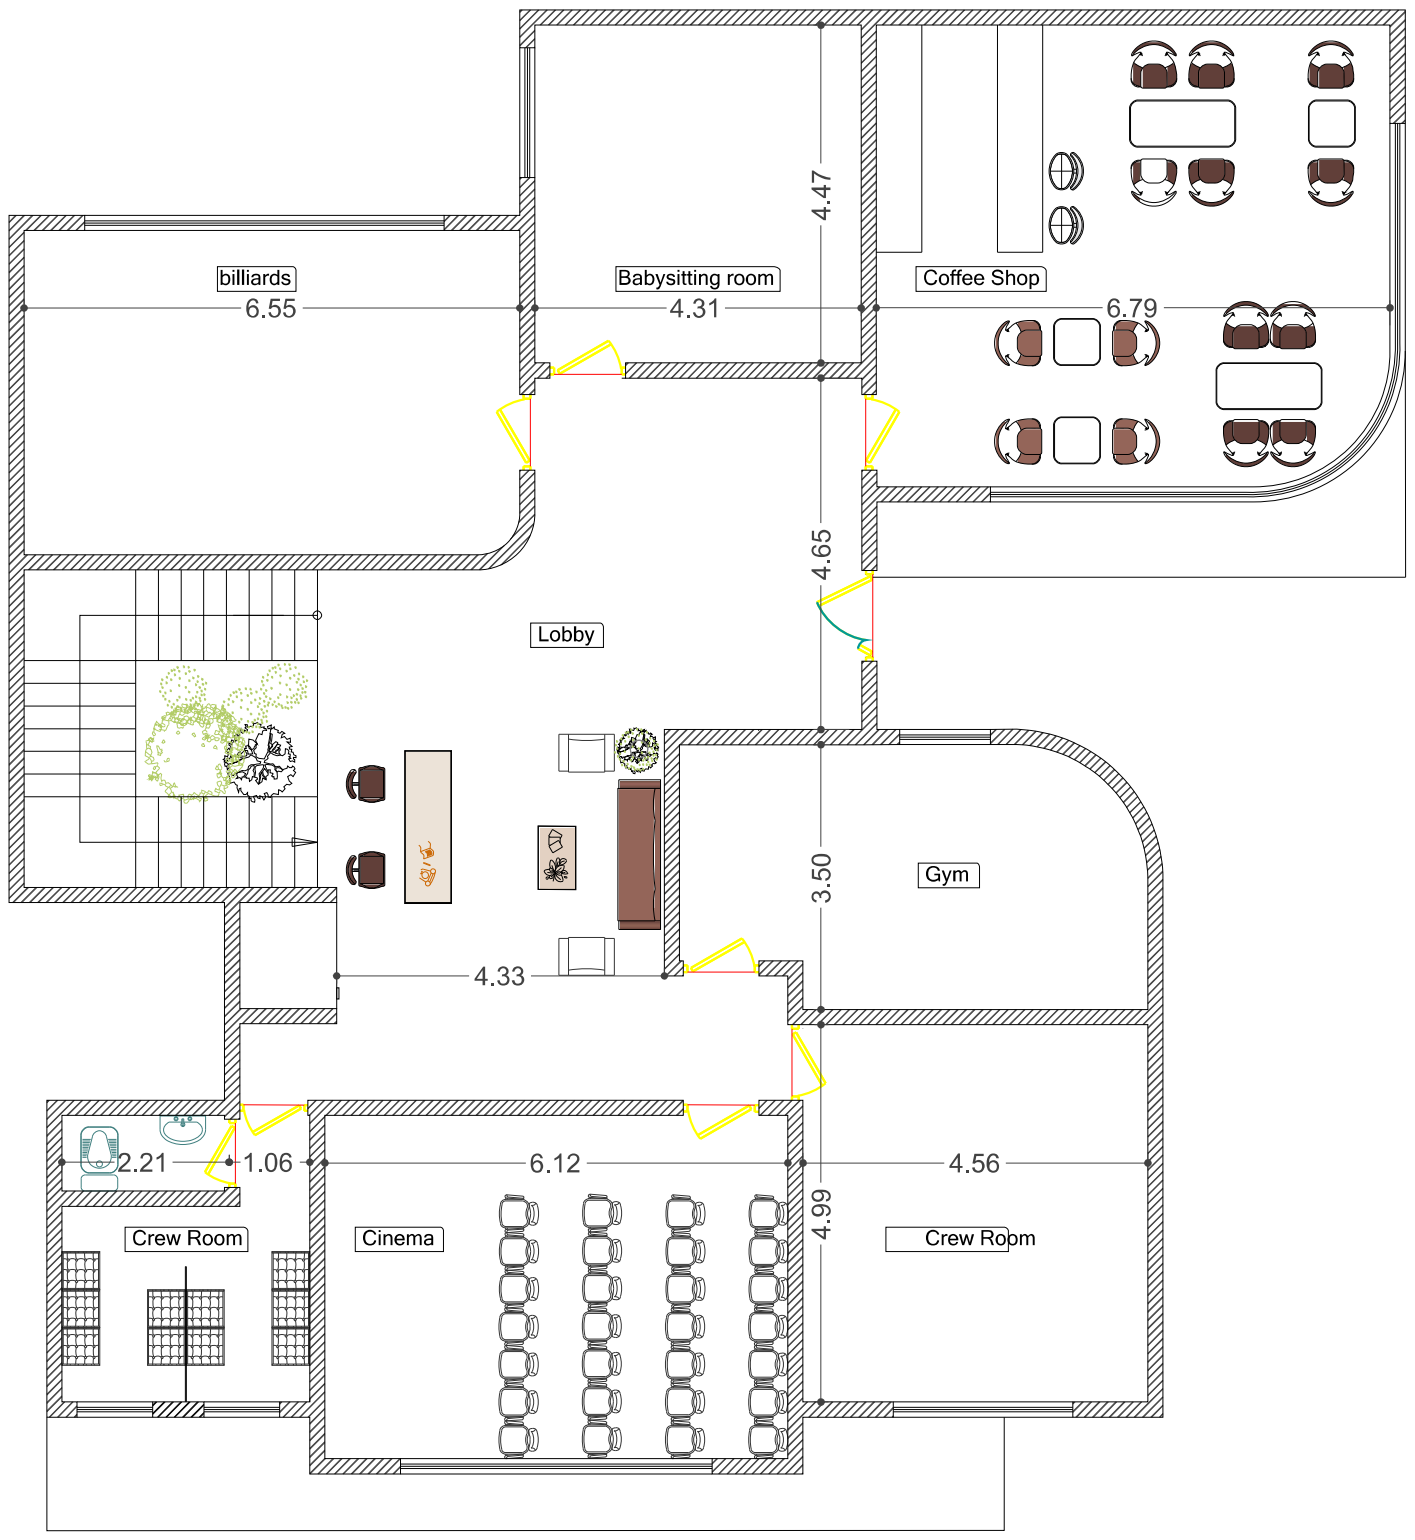 4.47
billiards
Babysitting room
Coffee Shop
6.55
4.31
6.79
4.65
Lobby
3.50
Gym
4.33
2.21
1.06
6.12
4.56
4.99
Crew Room
Cinema
Crew Room